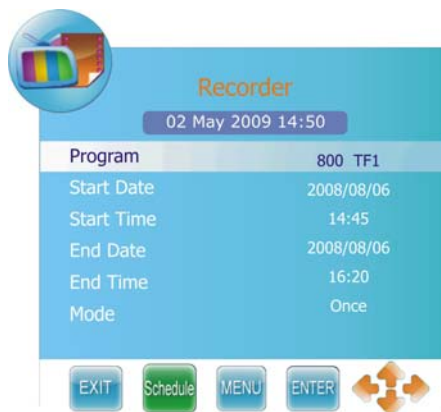 Recorder
02 May 2009 14:50
Program 800 TF1
Start Date 2008/08/06
Start Time 14:45
End Date 2008/08/06
End Time 16:20
Mode Once
EXIT Schedule MENU ENTER